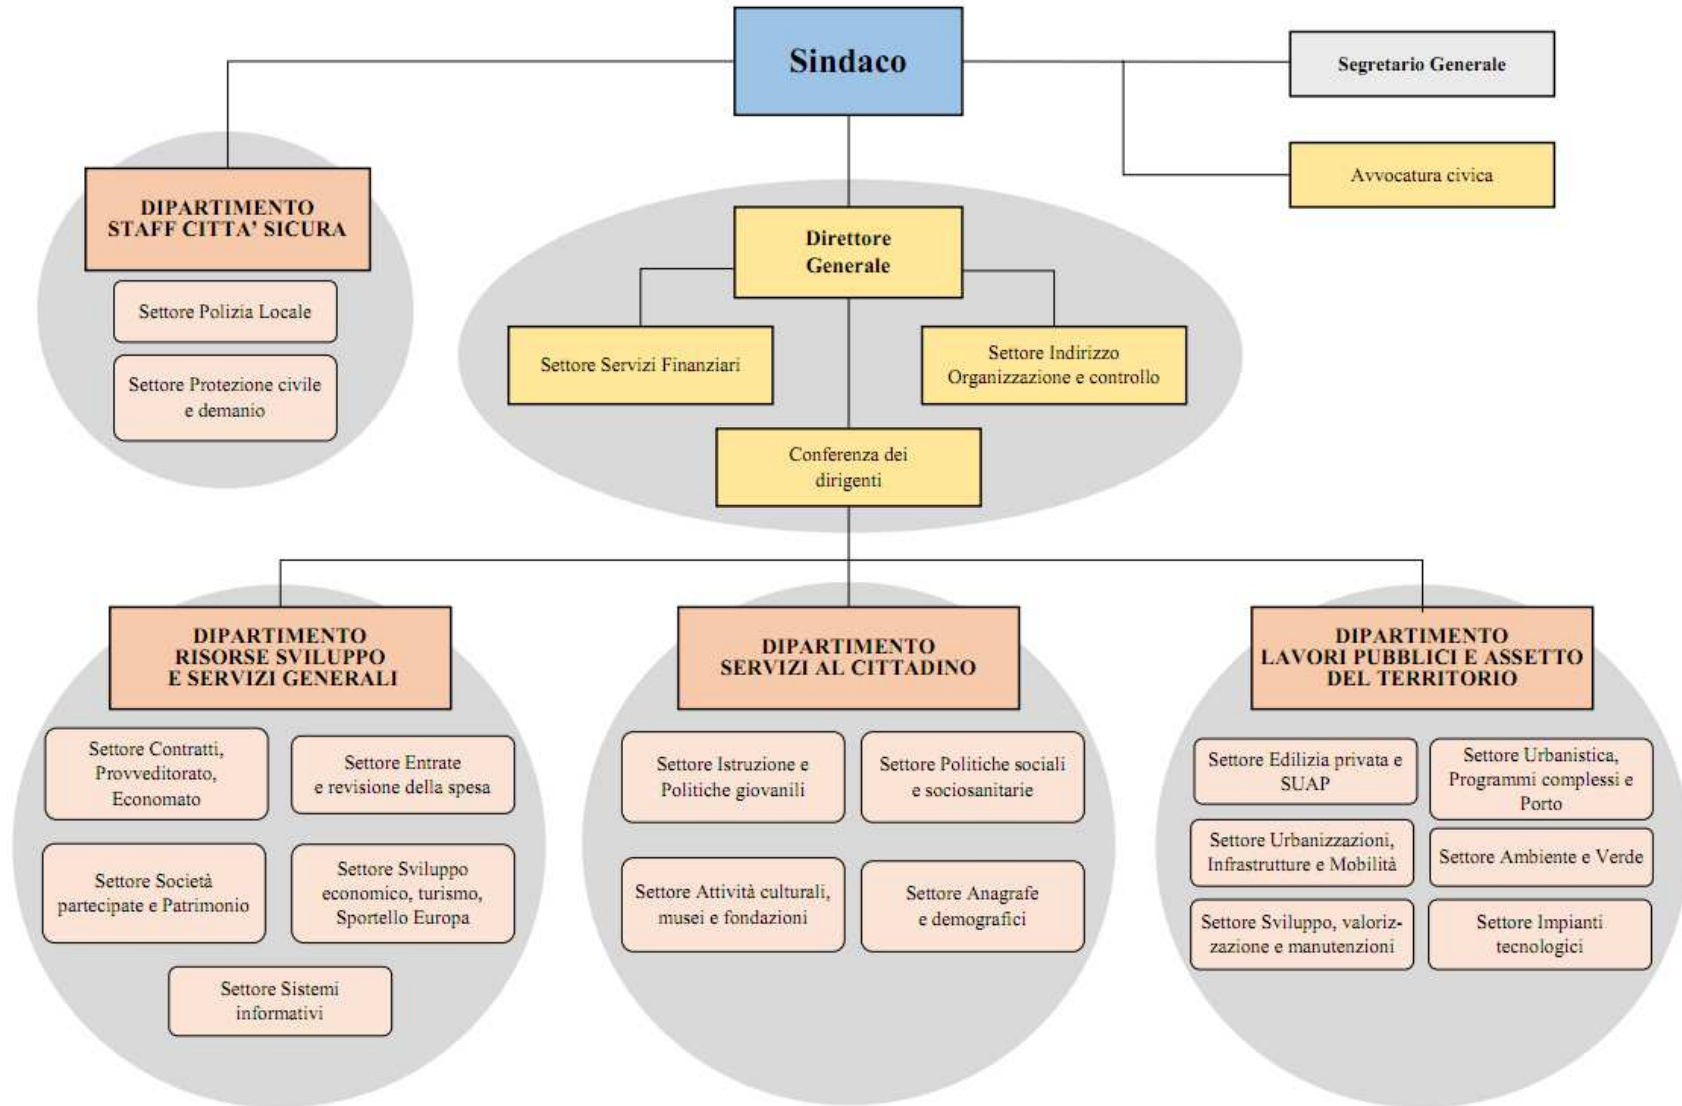 Sindaco
Segretario Generale
Avvocatura civica
DIPARTIMENTO
STAFF CITTA’ SICURA
Settore Polizia Locale
Settore Protezione civile
e demanio
Direttore
Generale
Settore Servizi Finanziari
Settore Indirizzo
Organizzazione e controllo
Conferenza dei
dirigenti
DIPARTIMENTO
RISORSE SVILUPPO
E SERVIZI GENERALI
Settore Contratti,
Provveditorato,
Economato
Settore Entrate
e revisione della spesa
Settore Società
partecipate e Patrimonio
Settore Sviluppo
economico, turismo,
Sportello Europa
Settore Sistemi
informativi
DIPARTIMENTO
SERVIZI AL CITTADINO
Settore Istruzione e
Politiche giovanili
Settore Politiche sociali
e sociosanitarie
Settore Attività culturali,
musei e fondazioni
Settore Anagrafe
e demografici
DIPARTIMENTO
LAVORI PUBBLICI E ASSETTO
DEL TERRITORIO
Settore Edilizia privata e
SUAP
Settore Urbanistica,
Programmi complessi e
Porto
Settore Urbanizzazioni,
Infrastrutture e Mobilità
Settore Ambiente e Verde
Settore Sviluppo, valoriz-
zazione e manutenzioni
Settore Impianti
tecnologici